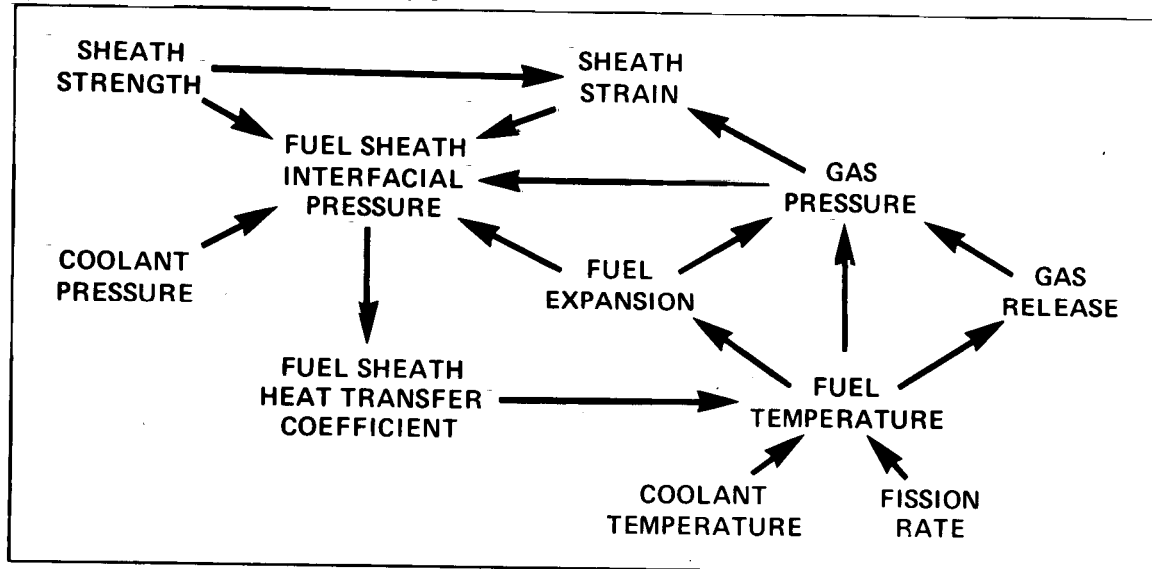 SHEATH
STRENGTH
SHEATH
STRAIN
FUEL SHEATH
INTERFACIAL
PRESSURE
GAS
PRESSURE
COOLANT
PRESSURE
FUEL
EXPANSION
GAS
RELEASE
FUEL SHEATH
HEAT TRANSFER
COEFFICIENT
FUEL
TEMPERATURE
COOLANT
TEMPERATURE
FISSION
RATE